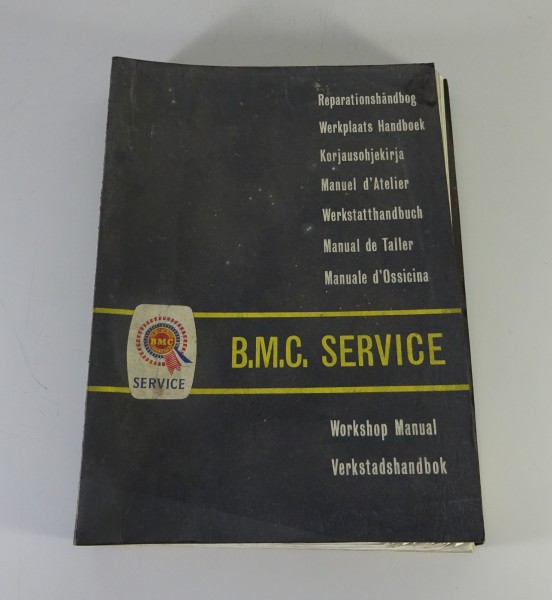 Reparationshåndbog
Werkplaats Handboek
Korjausohjekirja
Manuel d'Atelier
Werkstatthandbuch
Manual de Taller
Manuale d'Ossicina
BMC
SERVICE
B.M.C. SERVICE
Workshop Manual
Verkstadshandbok